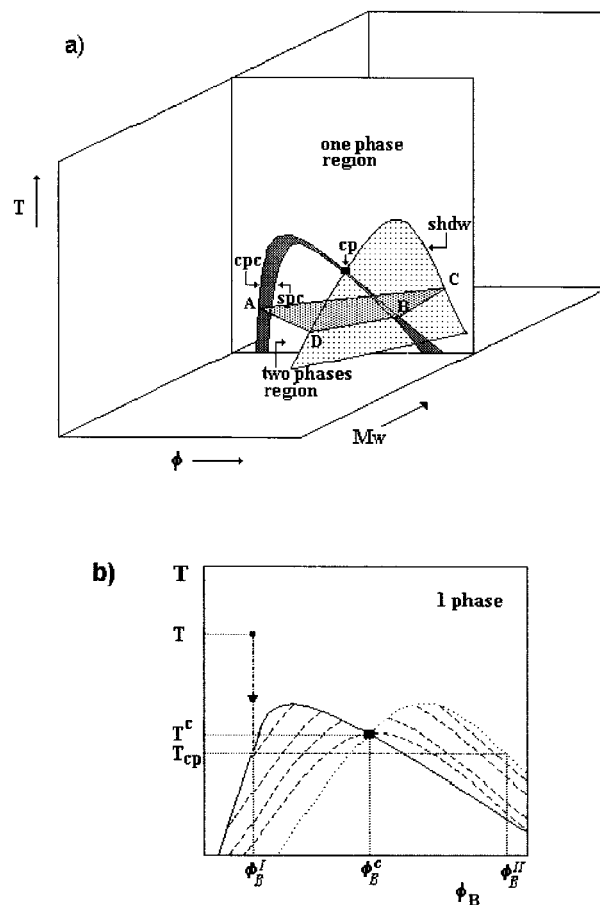 a)
one phase
region
T
cp
shdw
cpc
spc
A
B
C
D
two phases
region
Mw
ϕ
b)
T
1 phase
T
T^c
T_cp
ϕ_B^I
ϕ_B^c
ϕ_B^II
ϕ_B